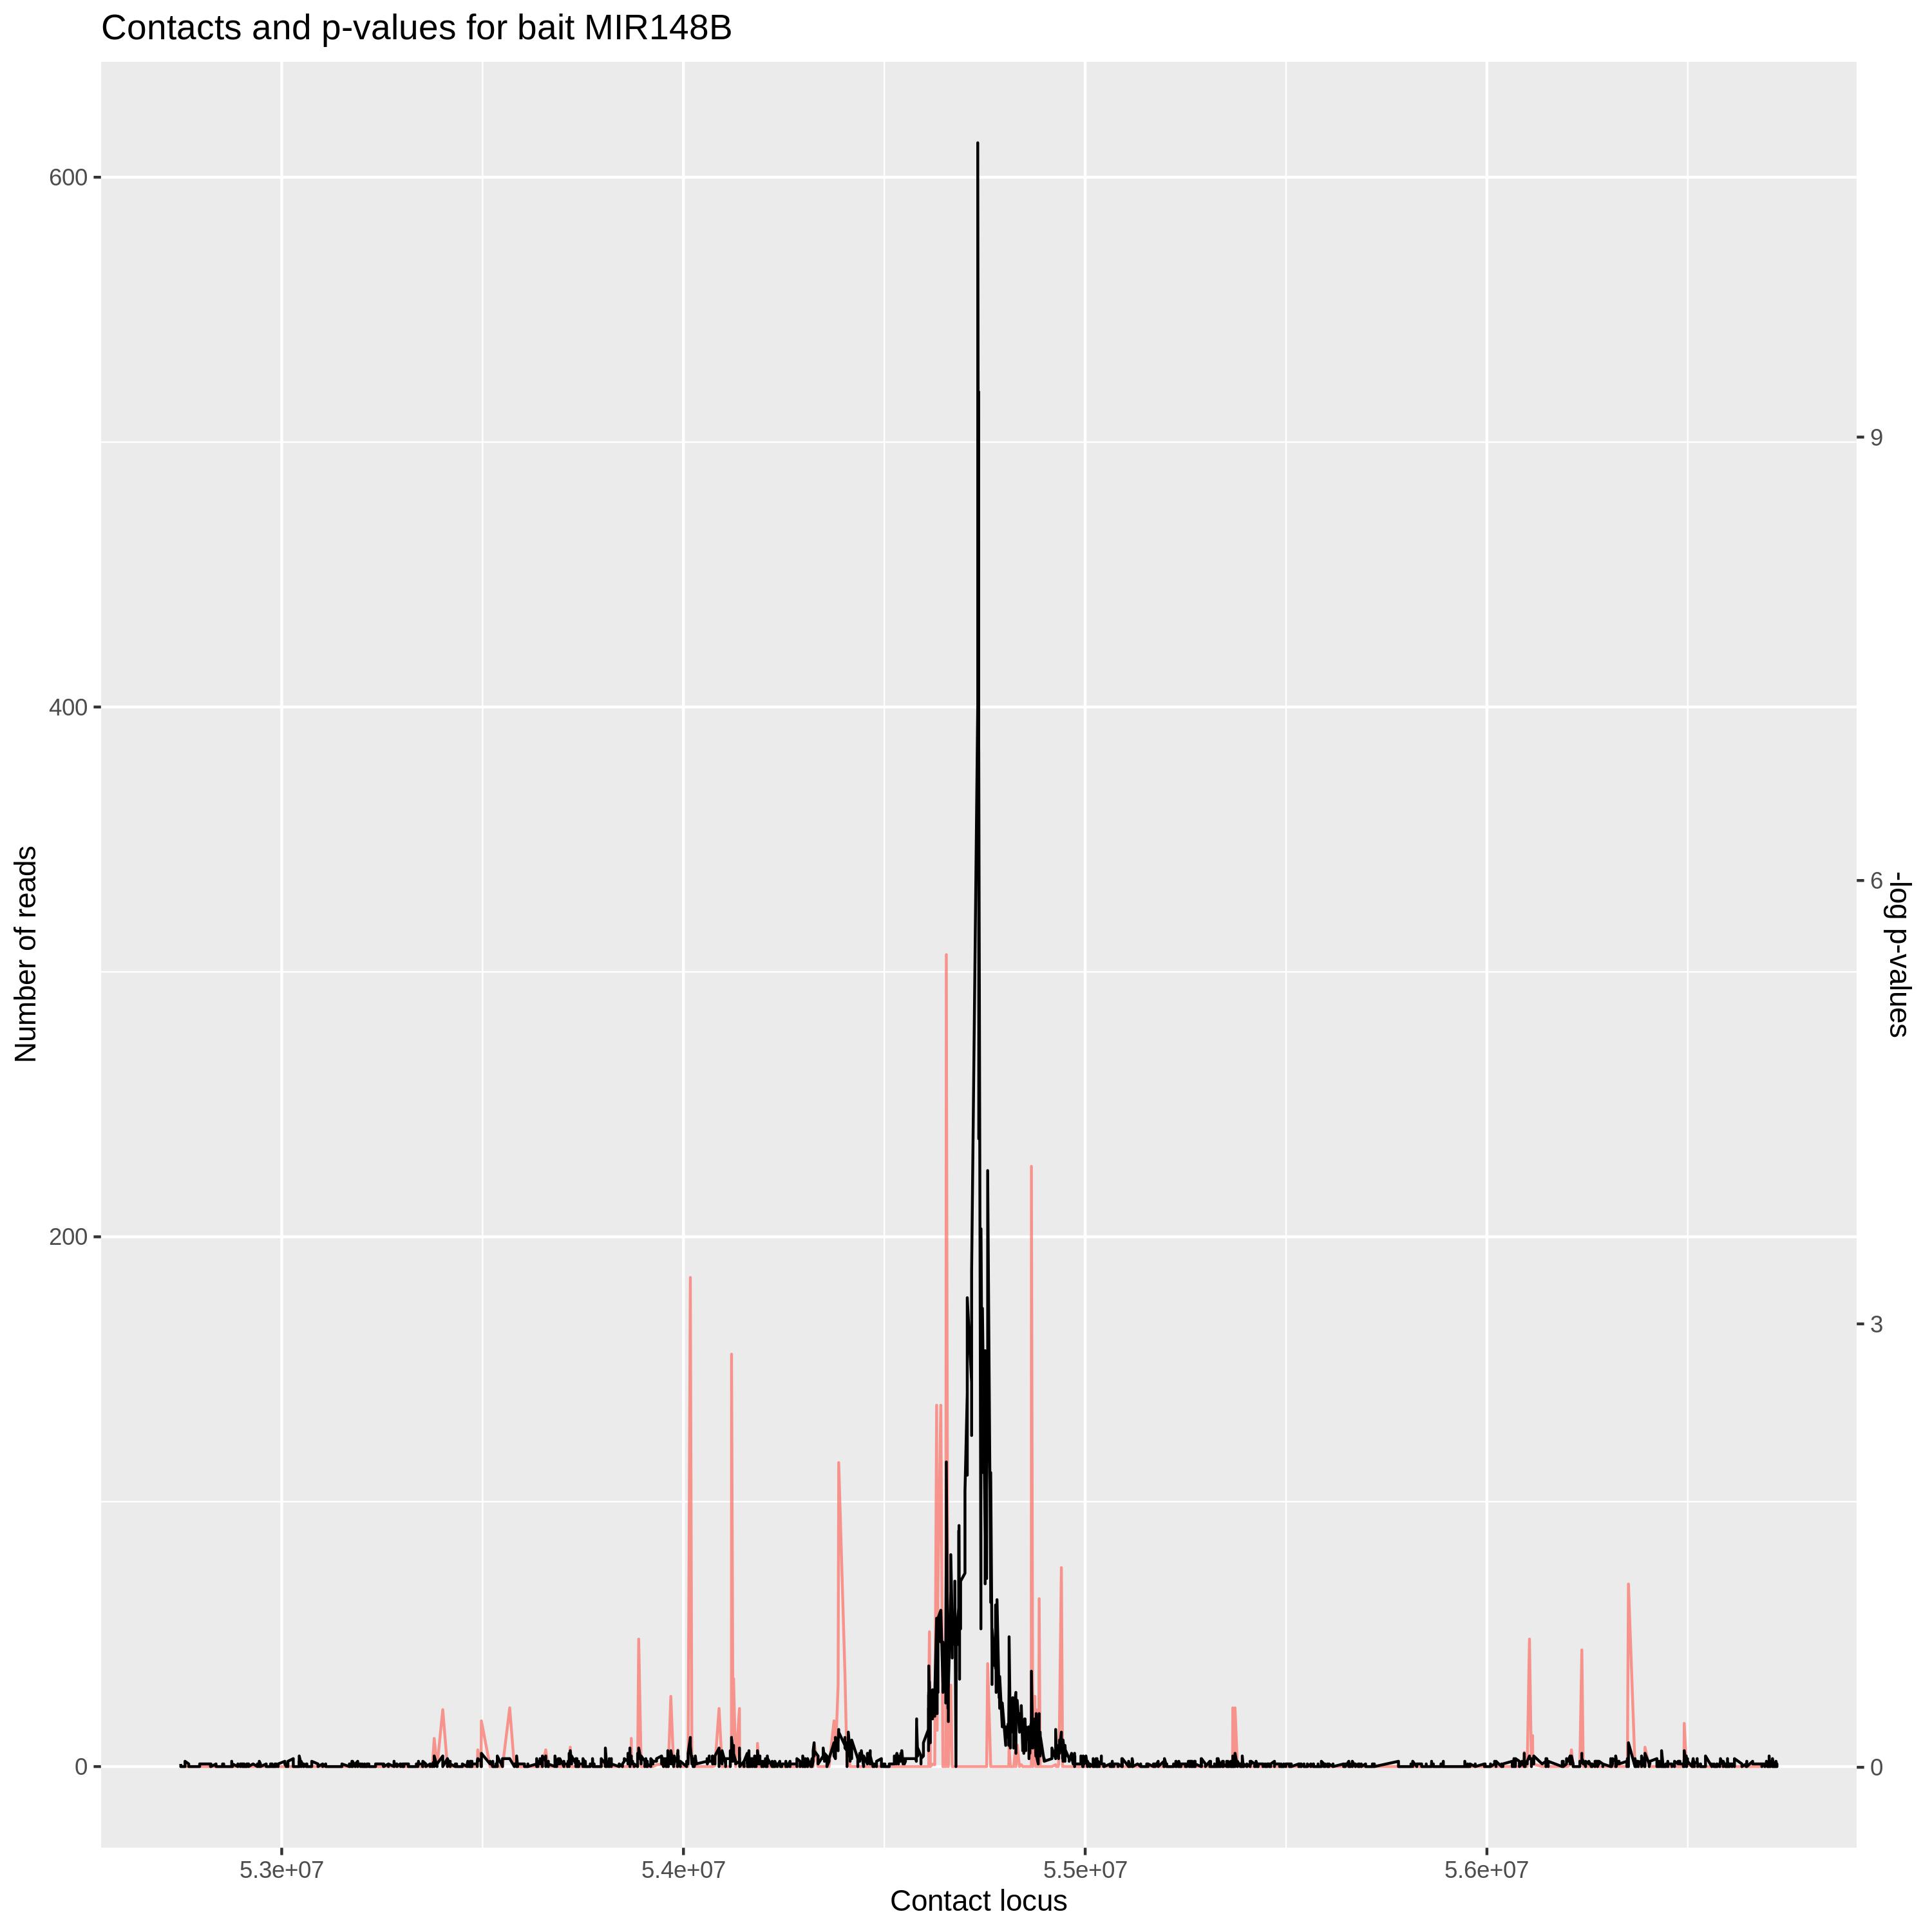 Contacts and p-values for bait MIR148B
600
400
200
0
Number of reads
9
6
3
0
-log p-values
5.3e+07
5.4e+07
5.5e+07
5.6e+07
Contact locus